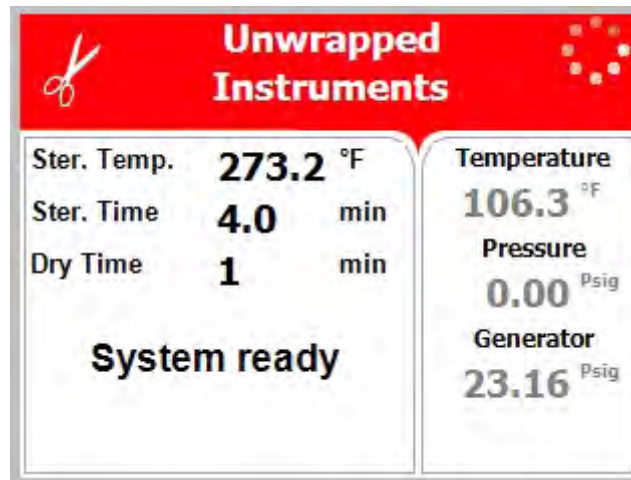 Unwrapped
Instruments
Ster. Temp. 273.2 °F
Ster. Time 4.0 min
Dry Time 1 min
System ready
Temperature
106.3 °F
Pressure
0.00 Psig
Generator
23.16 Psig